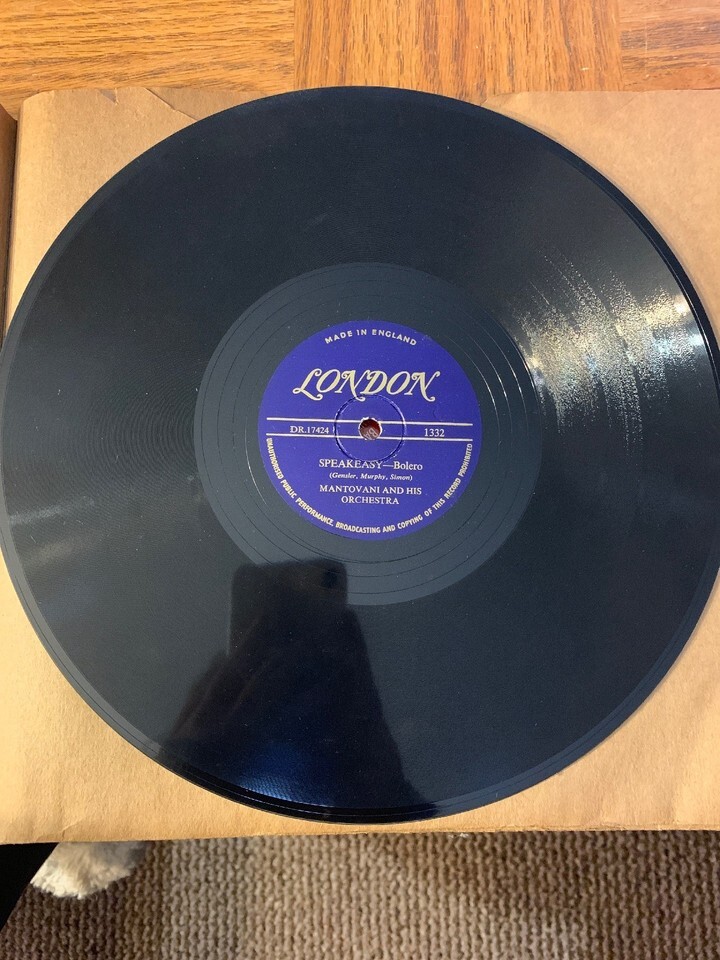 MADE IN ENGLAND
LONDON
DR.17424 1332
SPEAKEASY—Bolero
(Gensler, Murphy, Simon)
MANTOVANI AND HIS
ORCHESTRA
UNAUTHORISED PUBLIC PERFORMANCE, BROADCASTING AND COPYING OF THIS RECORD PROHIBITED